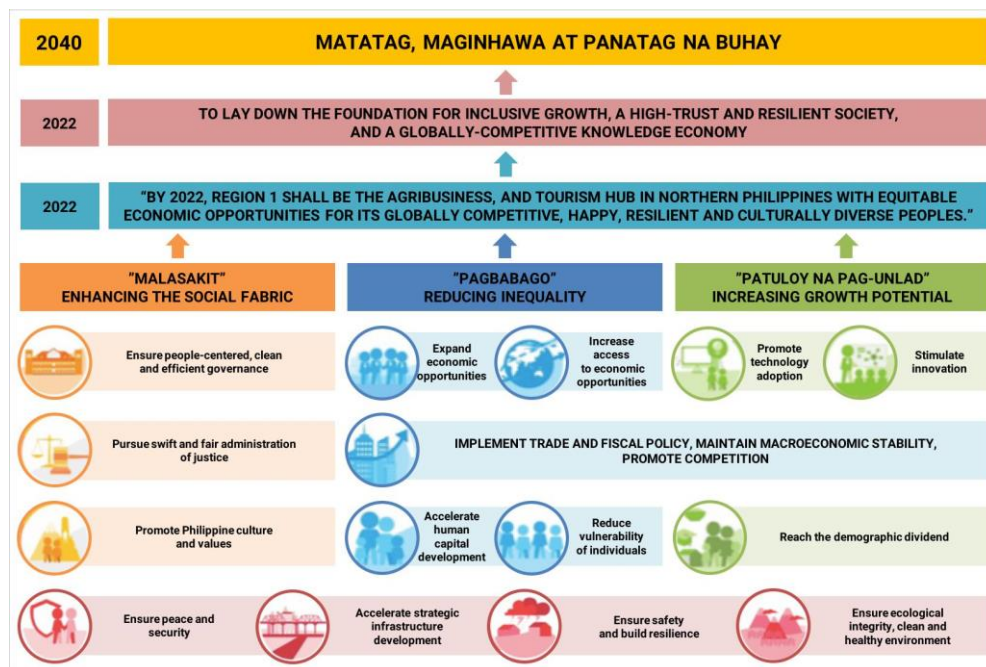 2040
MATATAG, MAGINHAWA AT PANATAG NA BUHAY
2022
TO LAY DOWN THE FOUNDATION FOR INCLUSIVE GROWTH, A HIGH-TRUST AND RESILIENT SOCIETY,
AND A GLOBALLY-COMPETITIVE KNOWLEDGE ECONOMY
2022
"BY 2022, REGION 1 SHALL BE THE AGRIBUSINESS, AND TOURISM HUB IN NORTHERN PHILIPPINES WITH EQUITABLE
ECONOMIC OPPORTUNITIES FOR ITS GLOBALLY COMPETITIVE, HAPPY, RESILIENT AND CULTURALLY DIVERSE PEOPLES."
"MALASAKIT"
ENHANCING THE SOCIAL FABRIC
"PAGBABAGO"
REDUCING INEQUALITY
"PATULOY NA PAG-UNLAD"
INCREASING GROWTH POTENTIAL
Ensure people-centered, clean
and efficient governance
Expand
economic
opportunities
Increase
access
to economic
opportunities
Promote
technology
adoption
Stimulate
innovation
Pursue swift and fair administration
of justice
IMPLEMENT TRADE AND FISCAL POLICY, MAINTAIN MACROECONOMIC STABILITY,
PROMOTE COMPETITION
Promote Philippine culture
and values
Accelerate
human
capital
development
Reduce
vulnerability
of individuals
Reach the demographic dividend
Ensure peace and
security
Accelerate strategic
infrastructure
development
Ensure safety
and build resilience
Ensure ecological
integrity, clean and
healthy environment